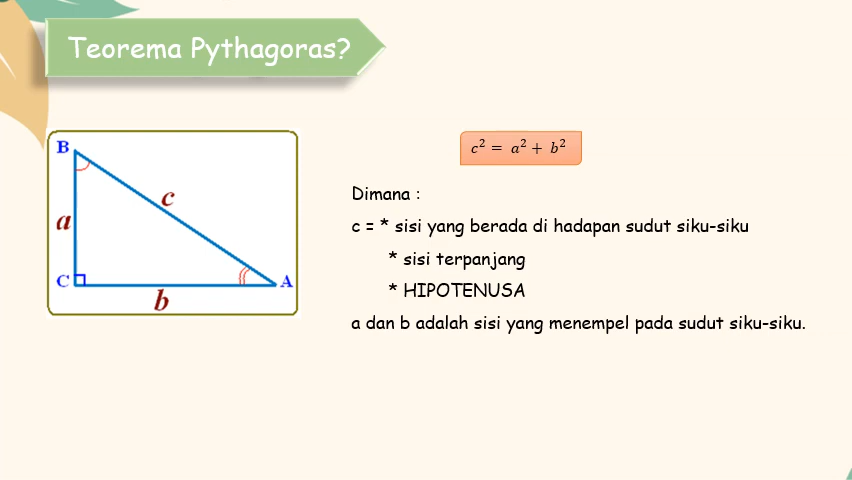 Teorema Pythagoras?
B
c
a
C
A
b
c² = a² + b²
Dimana :
c = * sisi yang berada di hadapan sudut siku-siku
* sisi terpanjang
* HIPOTENUSA
a dan b adalah sisi yang menempel pada sudut siku-siku.